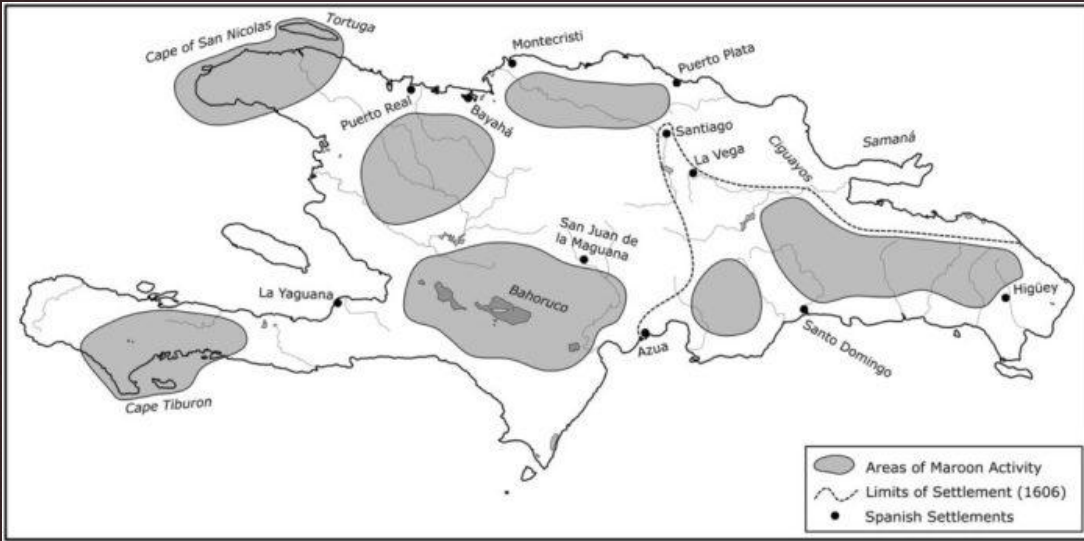 Cape of San Nicolas
Tortuga
Montecristi
Puerto Plata
Puerto Real
Bayahá
Santiago
La Vega
Ciguayos
Samaná
San Juan de
la Maguana
Bahoruco
La Yaguana
Higüey
Azua
Santo Domingo
Cape Tiburon
Areas of Maroon Activity
Limits of Settlement (1606)
Spanish Settlements